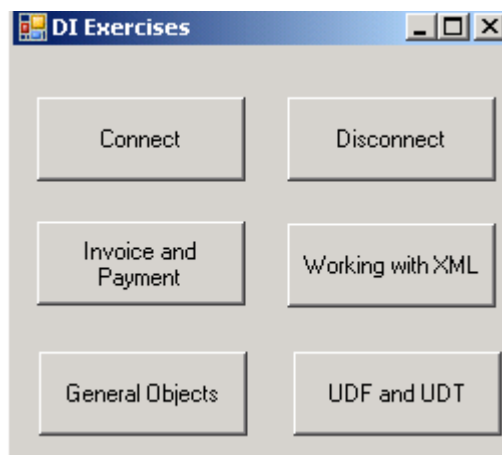 DI Exercises
Connect
Disconnect
Invoice and
Payment
Working with XML
General Objects
UDF and UDT